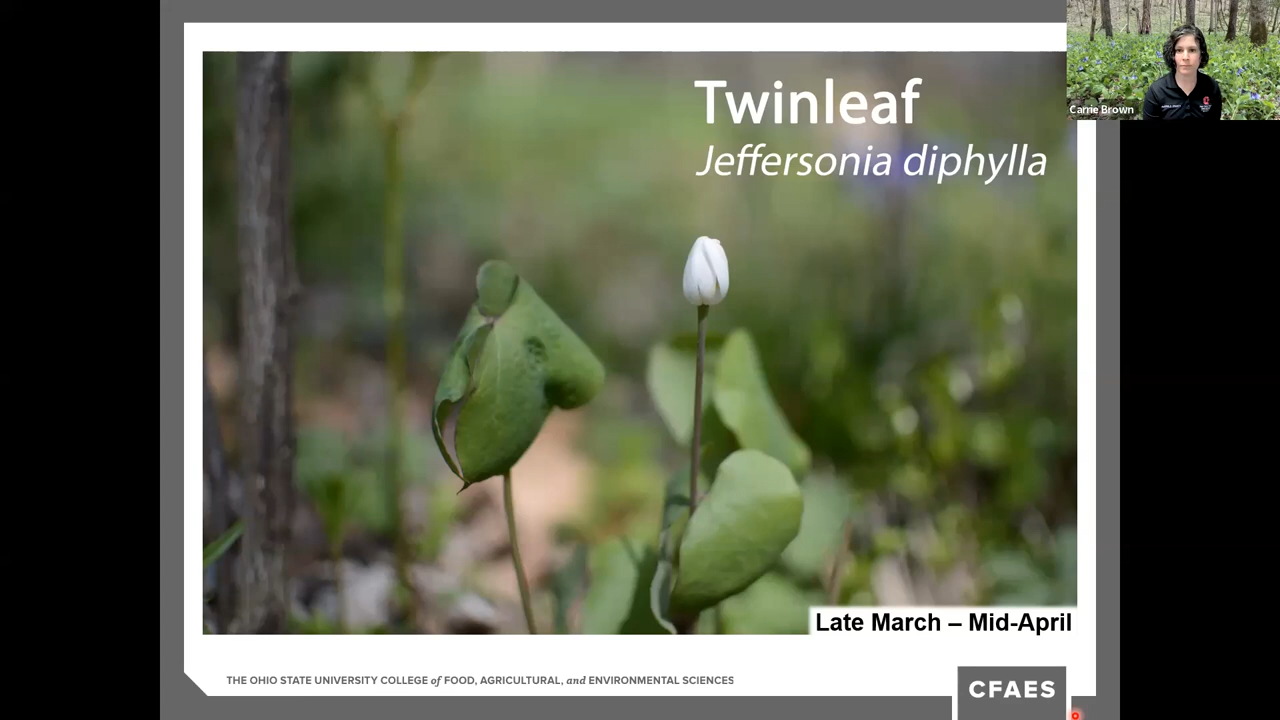 Twinleaf
Jeffersonia diphylla
Carrie Brown
Late March – Mid-April
THE OHIO STATE UNIVERSITY COLLEGE of FOOD, AGRICULTURAL, and ENVIRONMENTAL SCIENCES
CFAES